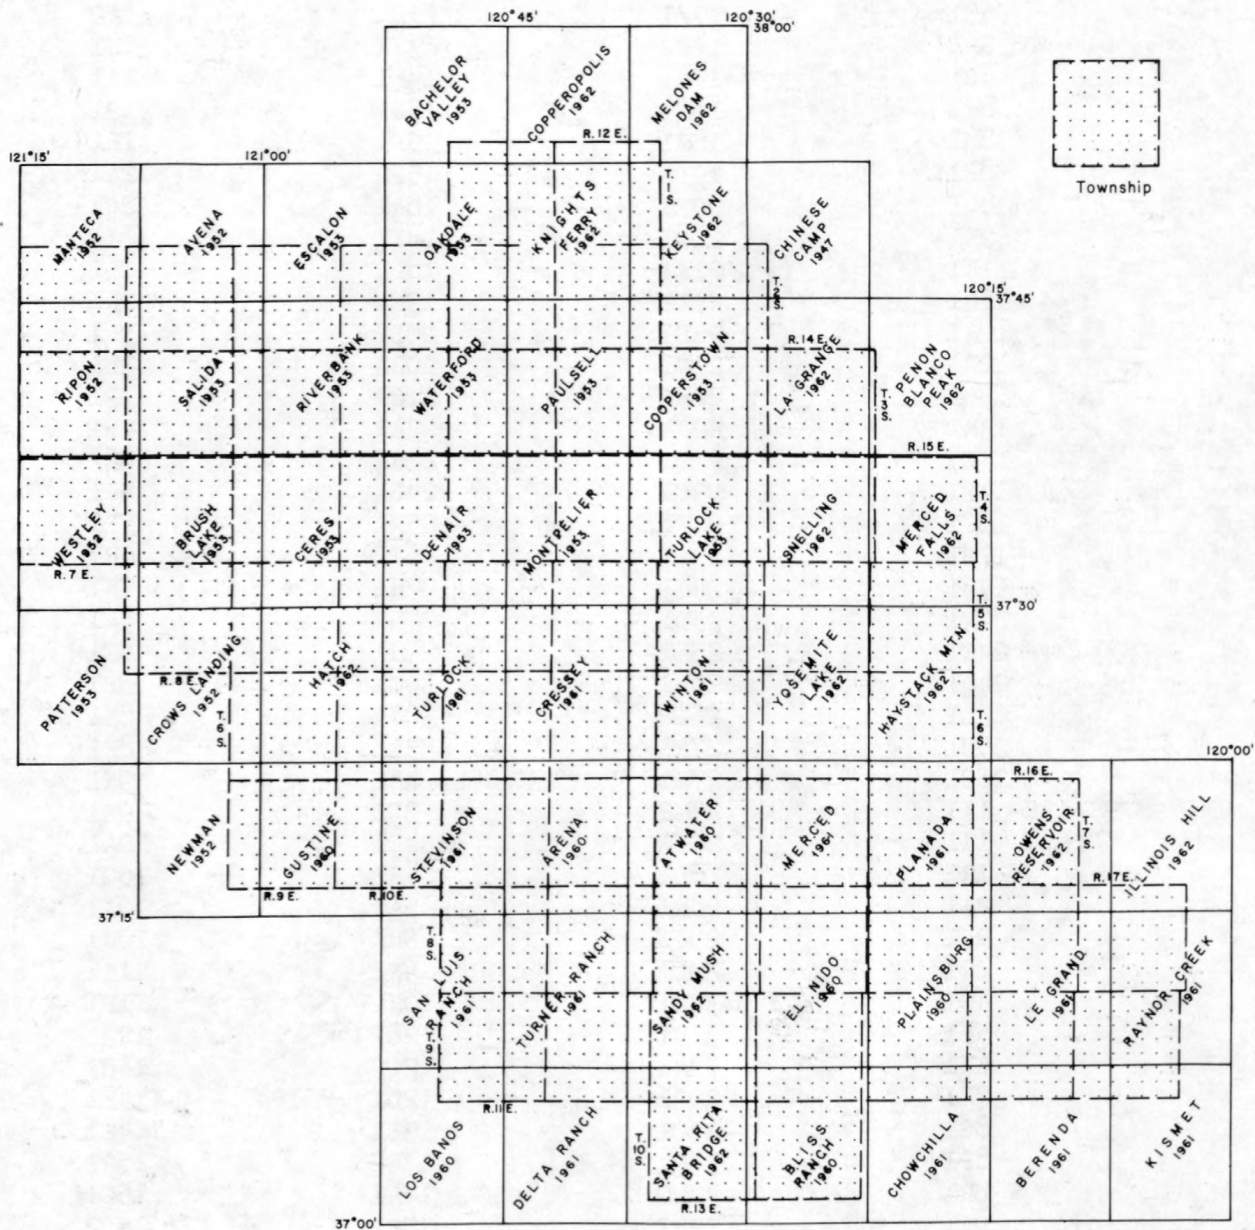 120°45'
120°30'
38°00'
BACHELOR
VALLEY
1953
COPPEROPOLIS
1962
MELONES
DAM
1962
Township
R.12 E.
121°15'
121°00'
T.
1
S.
MANTECA
1952
AVENA
1952
ESCALON
1953
OAKDALE
1953
KNIGHTS
FERRY
1962
KEYSTONE
1962
CHINESE
CAMP
1947
T.
2
S.
120°15'
37°45'
R.14 E.
RIPON
1952
SALIDA
1953
RIVERBANK
1953
WATERFORD
1953
PAULSELL
1953
COOPERSTOWN
1953
LA GRANGE
1962
T.
3
S.
PENON
BLANCO
PEAK
1962
R.15 E.
WESTLEY
1952
BRUSH
LAKE
1953
CERES
1953
DENAIR
1953
MONTPELIER
1953
TURLOCK
LAKE
1953
SNELLING
1962
MERCED
FALLS
1962
T.
4
S.
R.7 E.
T.
5
S.
37°30'
PATTERSON
1953
R.8 E.
CROWS LANDING
1952
T.
6
S.
HATCH
1962
TURLOCK
1961
CRESSEY
1961
WINTON
1961
YOSEMITE
LAKE
1962
HAYSTACK MT'N
1962
T.
6
S.
120°00'
R.16 E.
NEWMAN
1952
GUSTINE
1960
STEVINSON
1961
ARENA
1960
ATWATER
1960
MERCED
1961
PLANADA
1961
OWENS
RESERVOIR
1962
T.
7
S.
ILLINOIS HILL
1962
R.9 E.
R.10 E.
R.17 E.
37°15'
T.
8
S.
SAN LUIS
RANCH
1961
TURNER RANCH
1961
SANDY MUSH
1962
EL NIDO
1960
PLAINSBURG
1960
LE GRAND
1961
RAYNOR CREEK
1961
T.
9
S.
R.11 E.
LOS BANOS
1960
DELTA RANCH
1961
T.
10
S.
SANTA RITA
BRIDGE
1962
BLISS
RANCH
1960
CHOWCHILLA
1961
BERENDA
1961
KISMET
1961
R.13 E.
37°00'